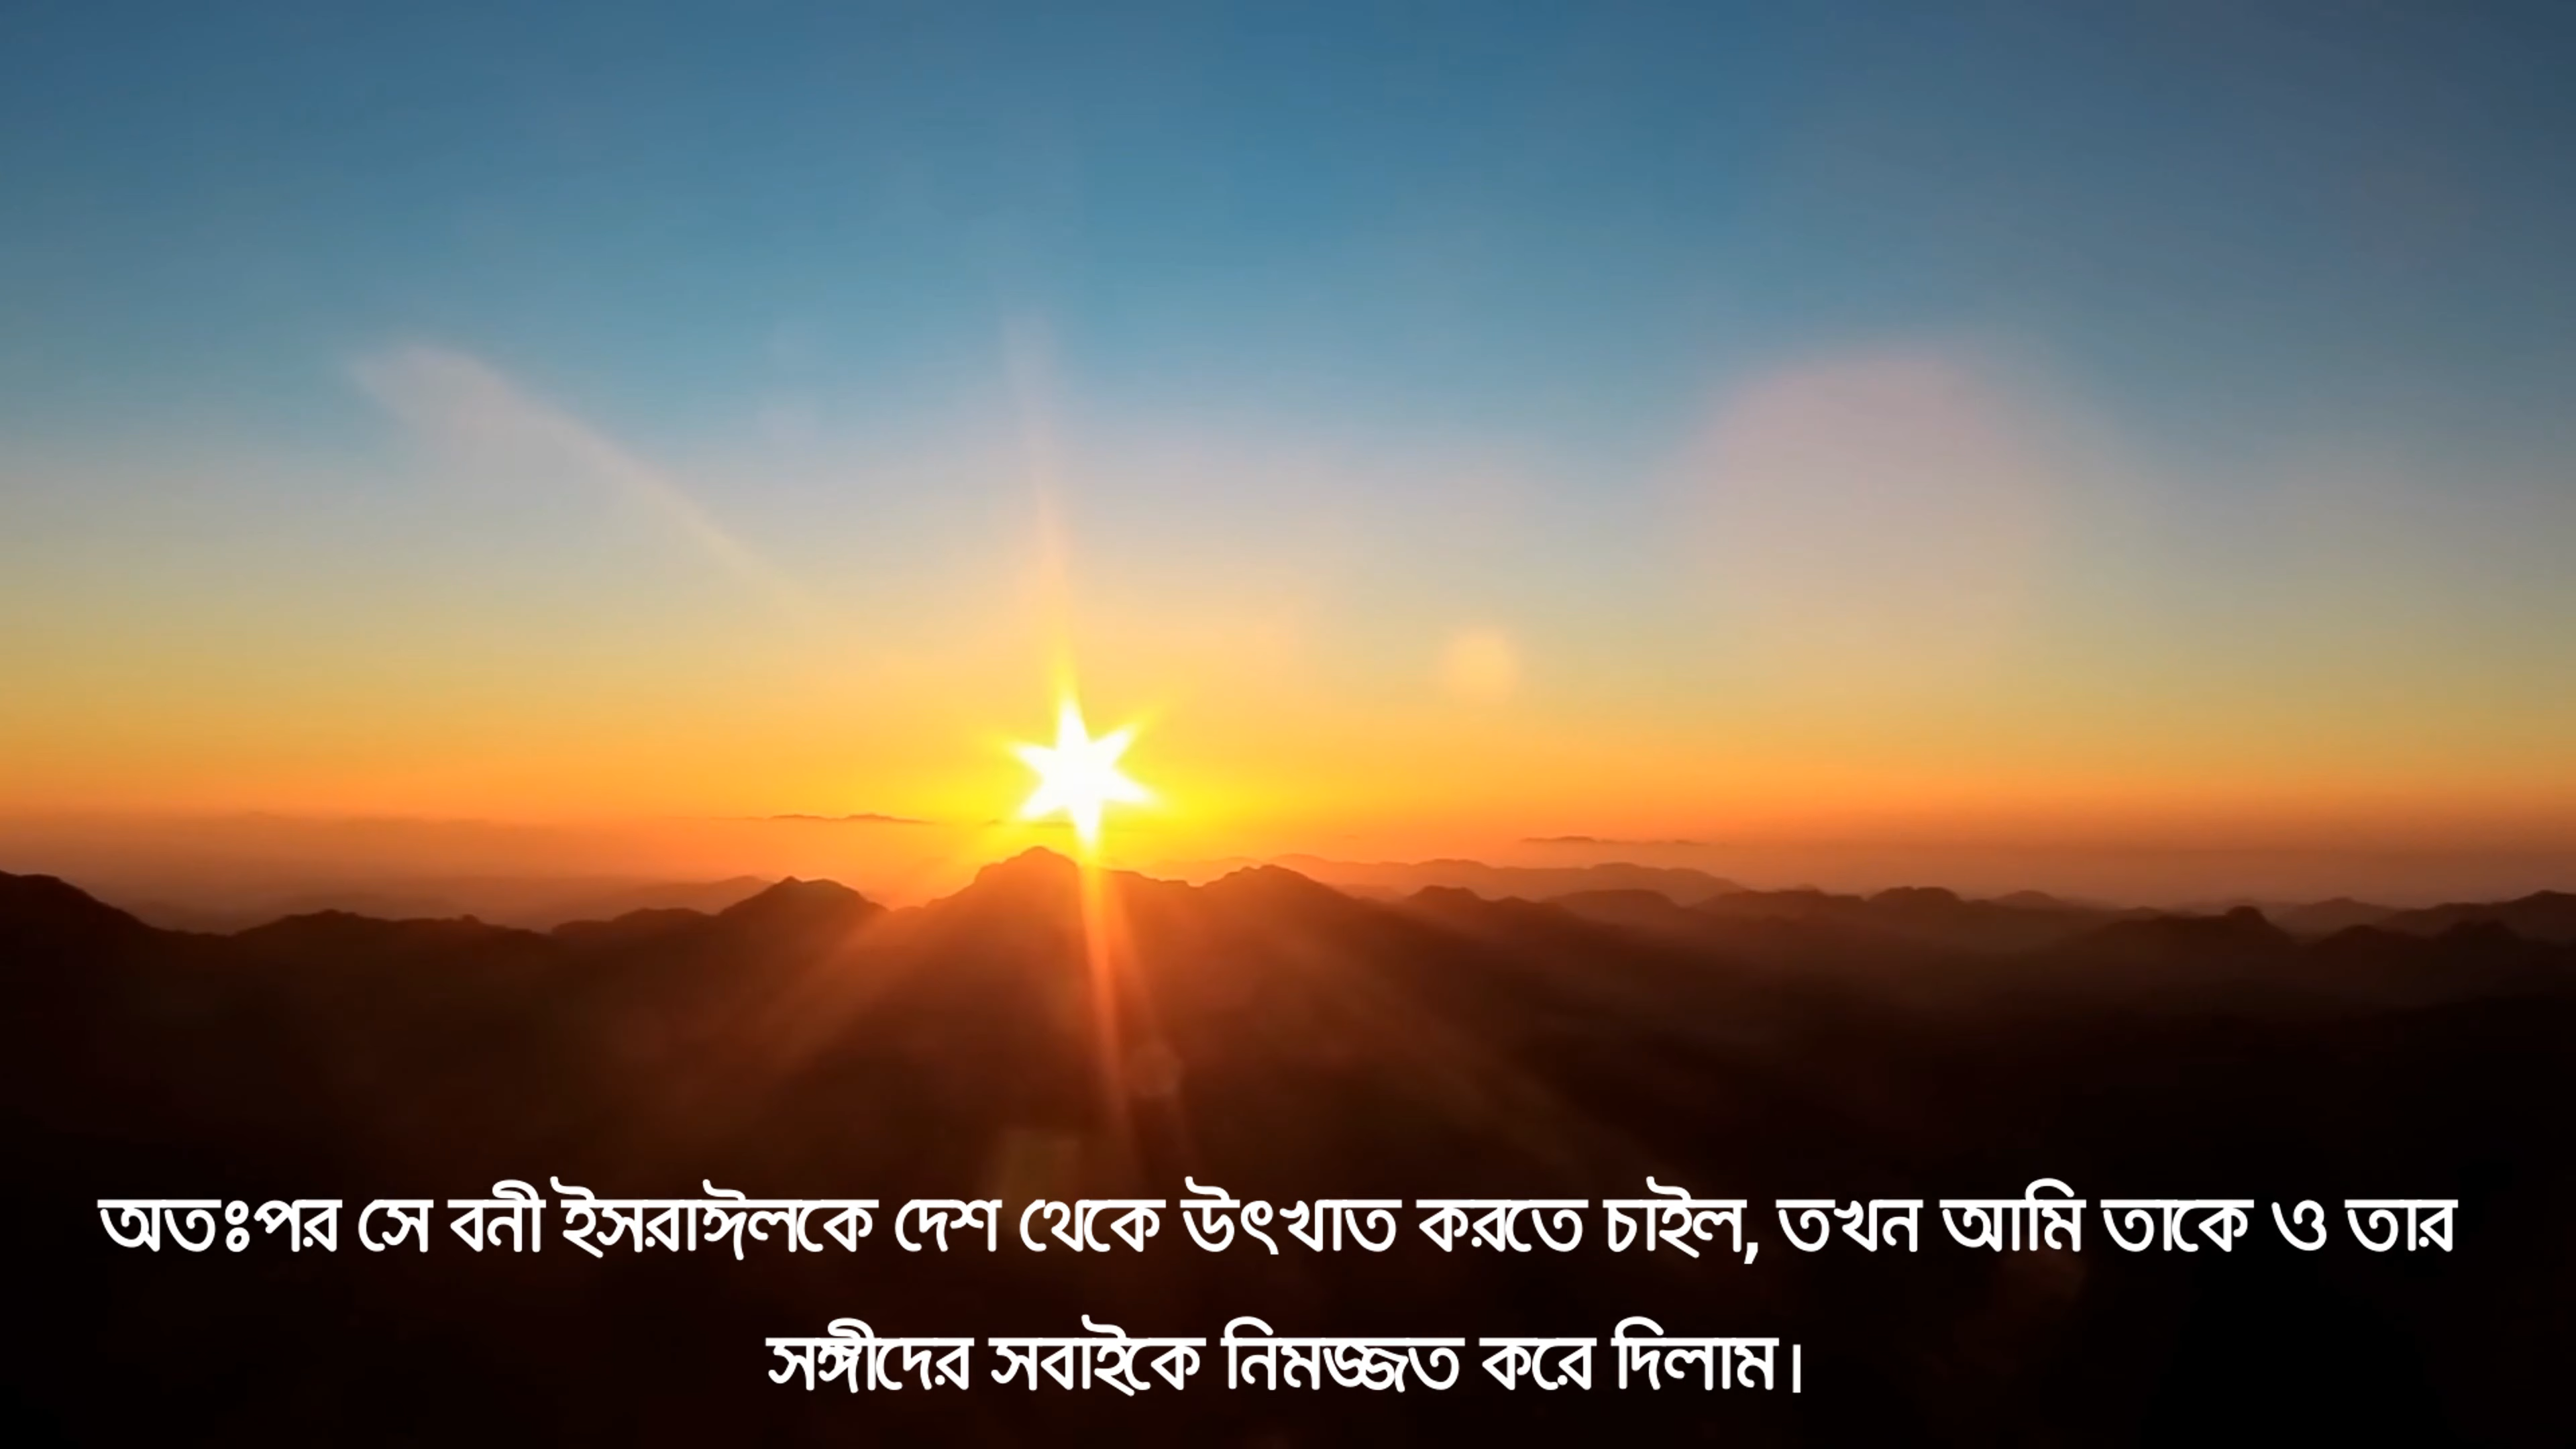 অতঃপর সে বনী ইসরাঈলকে দেশ থেকে উৎখাত করতে চাইল, তখন আমি তাকে ও তার
সঙ্গীদের সবাইকে নিমজ্জত করে দিলাম।